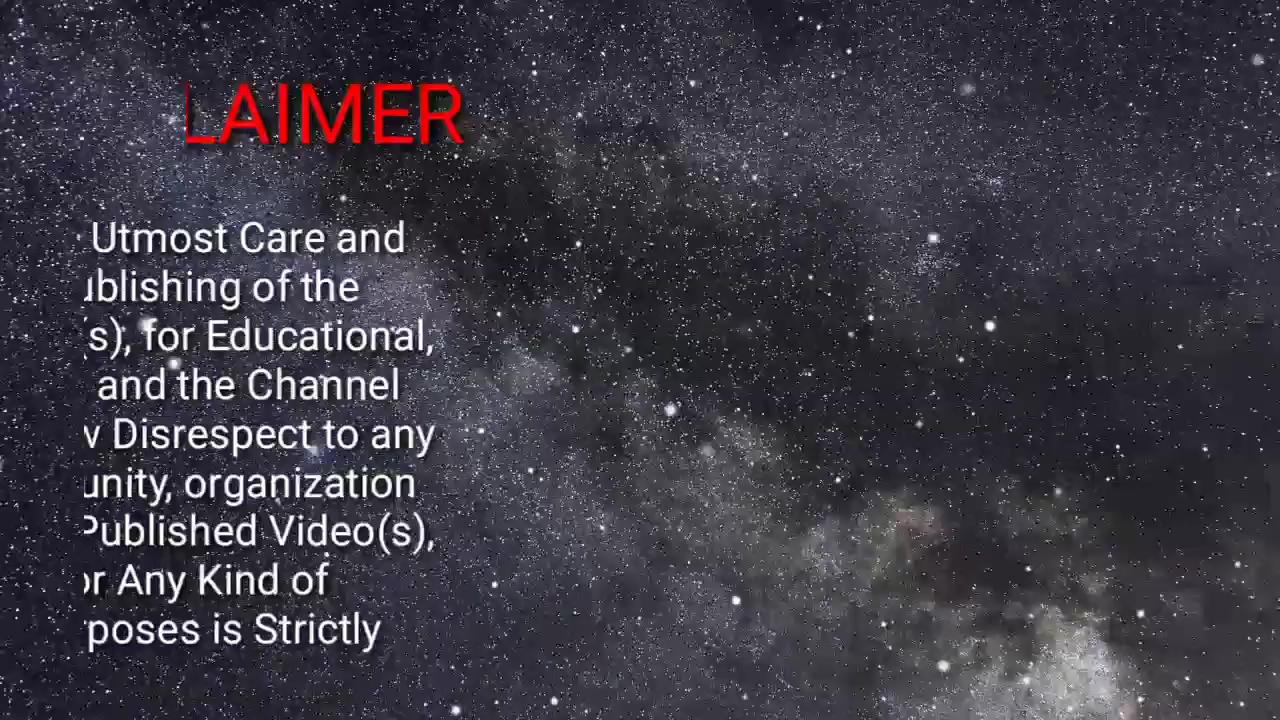 LAIMER
Utmost Care and
ublishing of the
(s), for Educational,
and the Channel
Disrespect to any
unity, organization
Published Video(s),
or Any Kind of
poses is Strictly